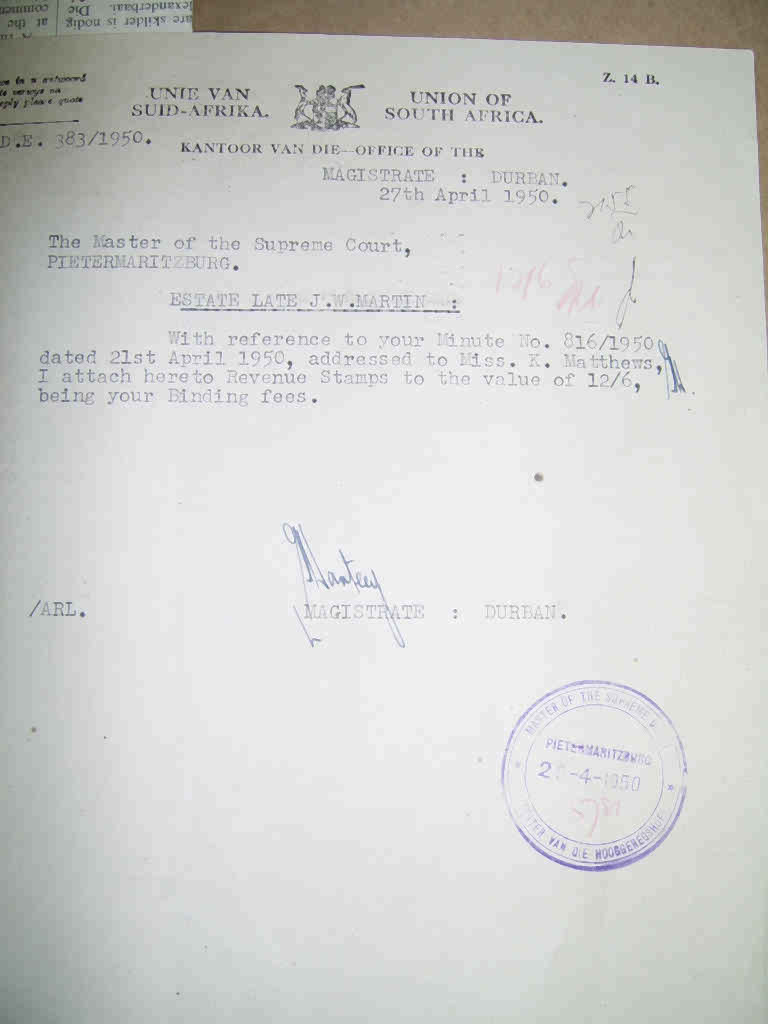 Z. 14 B.
UNIE VAN
SUID-AFRIKA.
UNION OF
SOUTH AFRICA.
D.E. 383/1950.
KANTOOR VAN DIE—OFFICE OF THE
MAGISTRATE : DURBAN.
27th April 1950.
The Master of the Supreme Court,
PIETERMARITZBURG.
12/6
ESTATE LATE J.W.MARTIN :
With reference to your Minute No. 816/1950
dated 21st April 1950, addressed to Miss. K. Matthews,
I attach hereto Revenue Stamps to the value of 12/6,
being your Binding fees.
/ARL.
MAGISTRATE : DURBAN.
MASTER OF THE SUPREME
PIETERMARITZBURG
-4-1950
VAN DIE HOOGGEREGSHOF